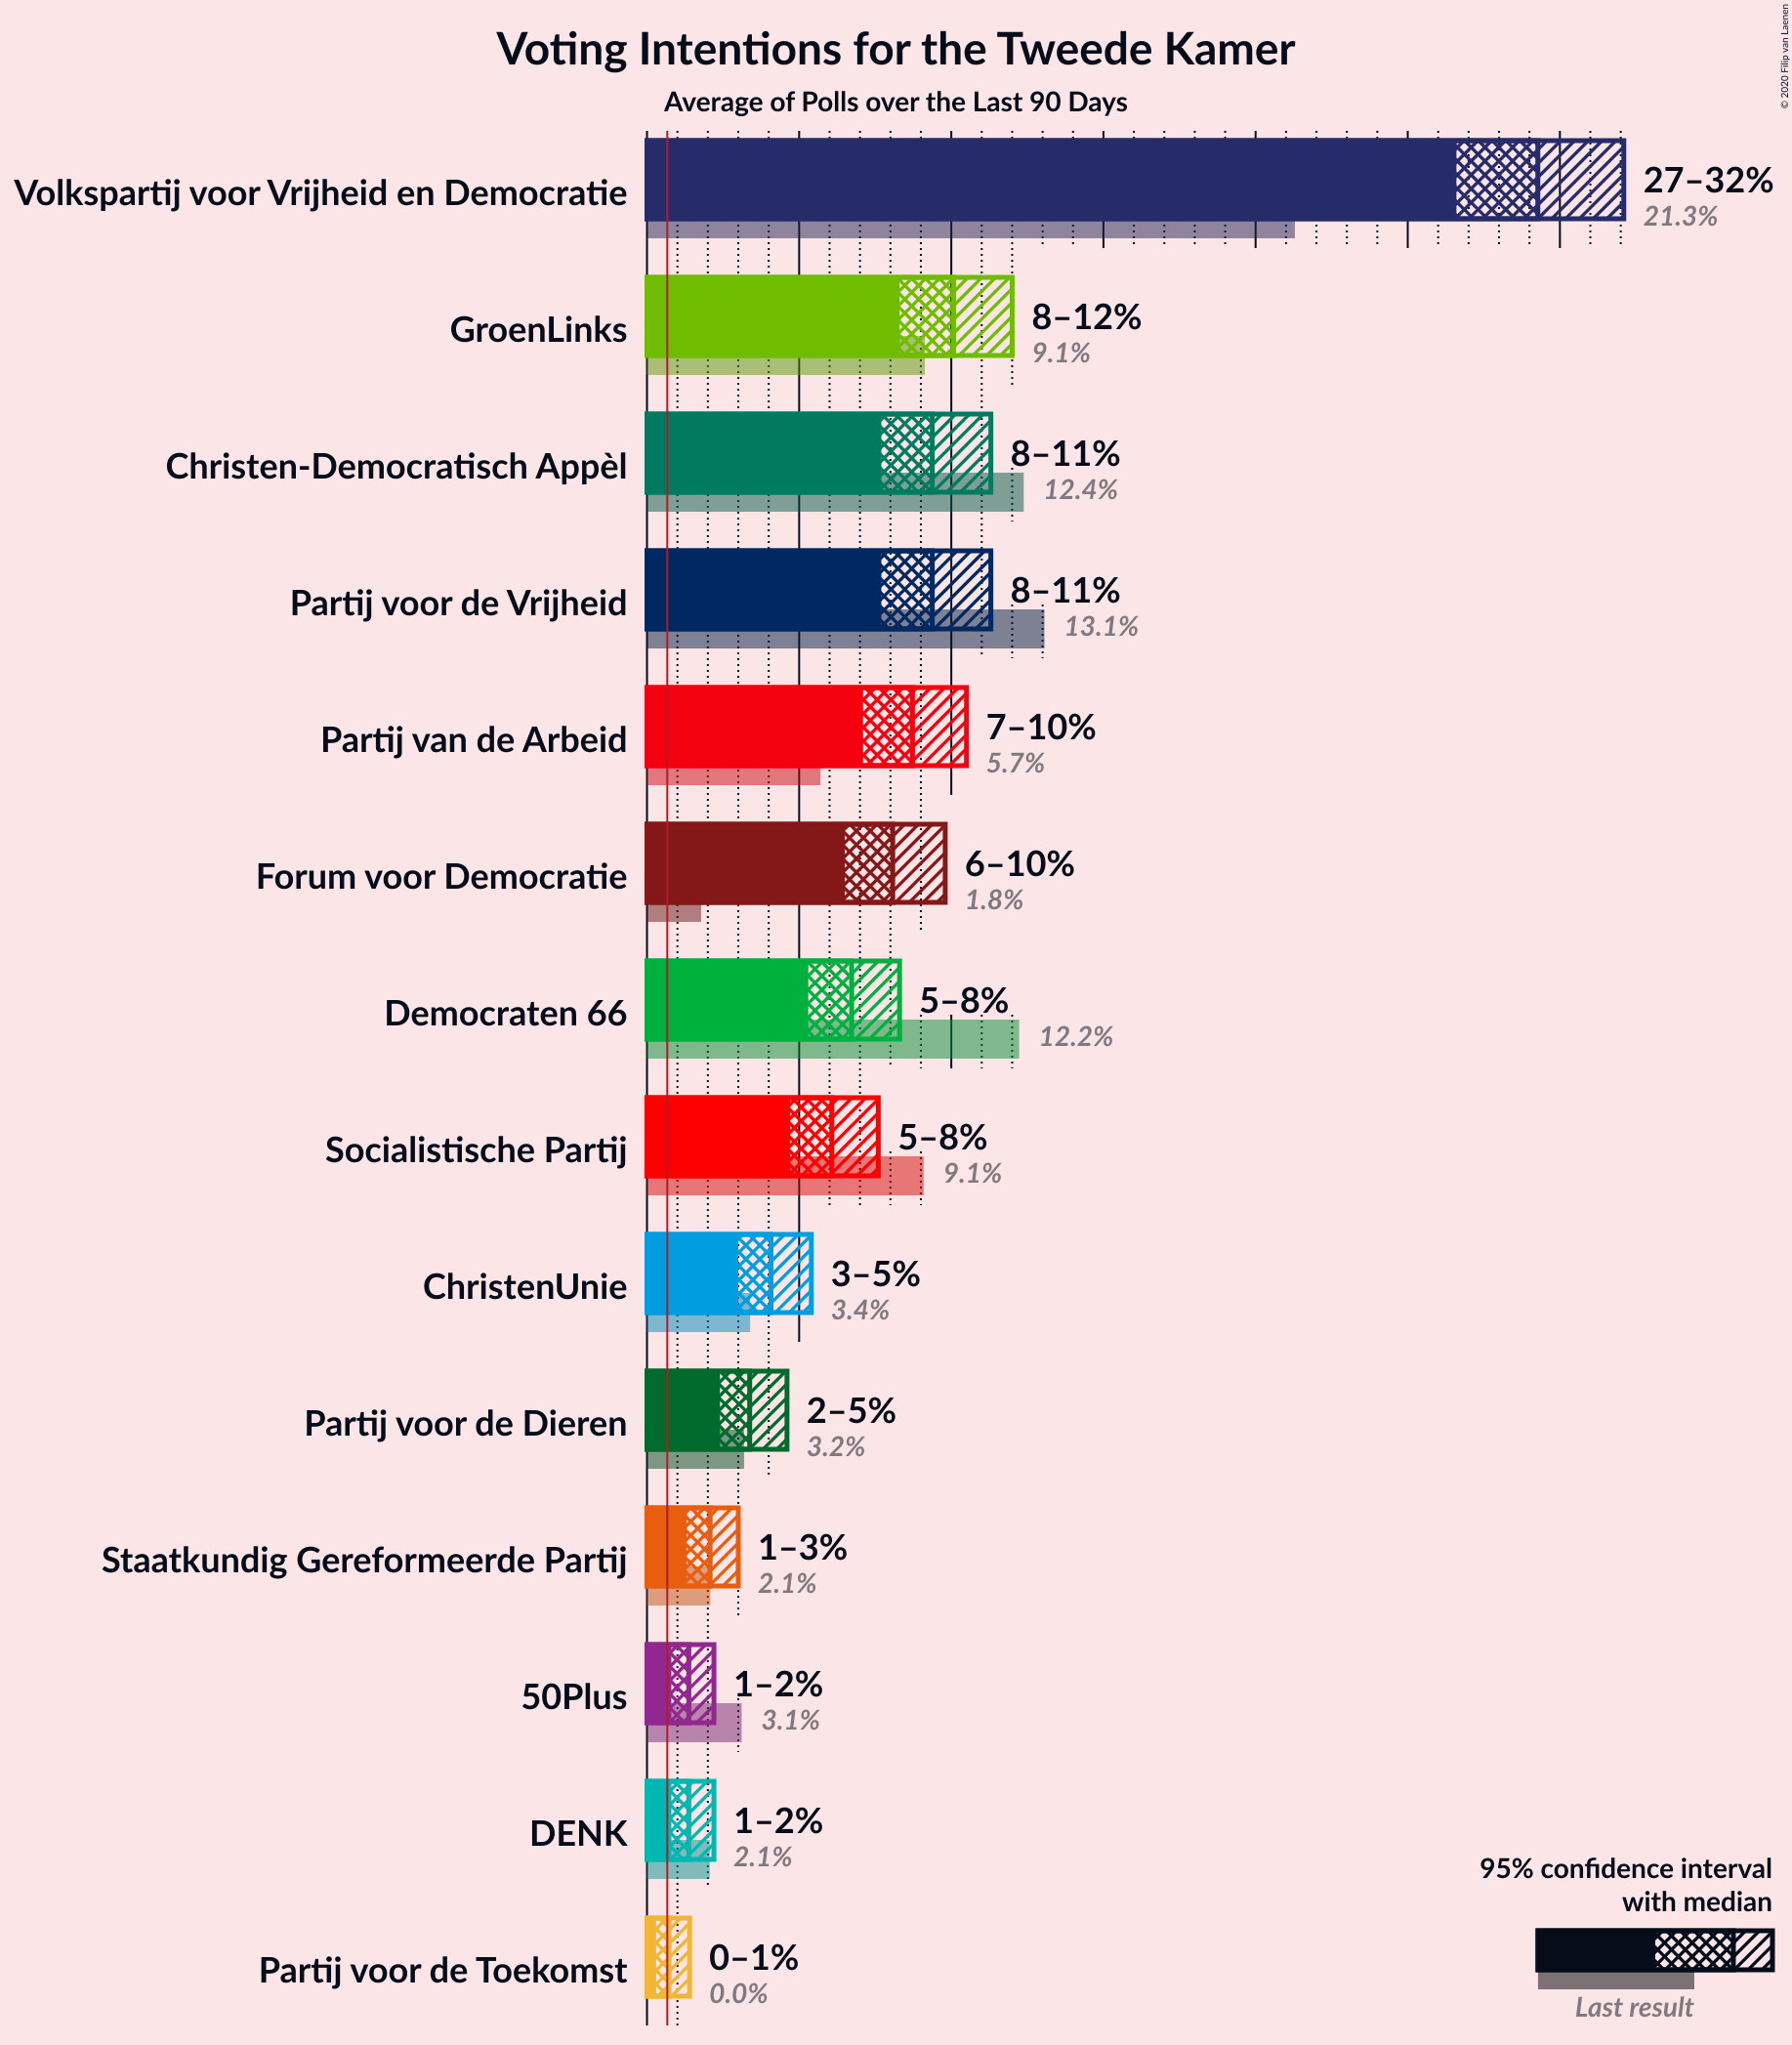 Voting Intentions for the Tweede Kamer
Average of Polls over the Last 90 Days
© 2020 Filip van Laenen
Volkspartij voor Vrijheid en Democratie
27–32%
21.3%
GroenLinks
8–12%
9.1%
Christen-Democratisch Appèl
8–11%
12.4%
Partij voor de Vrijheid
8–11%
13.1%
Partij van de Arbeid
7–10%
5.7%
Forum voor Democratie
6–10%
1.8%
Democraten 66
5–8%
12.2%
Socialistische Partij
5–8%
9.1%
ChristenUnie
3–5%
3.4%
Partij voor de Dieren
2–5%
3.2%
Staatkundig Gereformeerde Partij
1–3%
2.1%
50Plus
1–2%
3.1%
DENK
1–2%
2.1%
Partij voor de Toekomst
0–1%
0.0%
95% confidence interval
with median
Last result